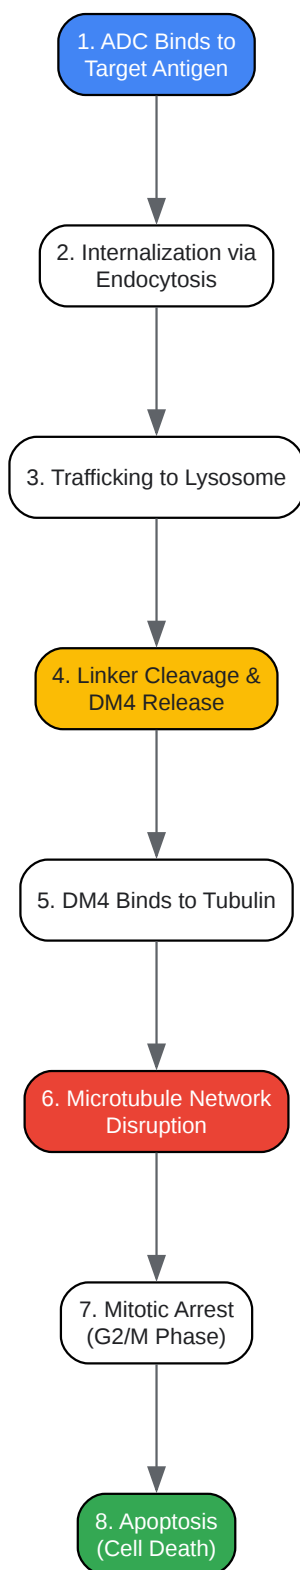 1. ADC Binds to
Target Antigen
2. Internalization via
Endocytosis
3. Trafficking to Lysosome
4. Linker Cleavage &
DM4 Release
5. DM4 Binds to Tubulin
6. Microtubule Network
Disruption
7. Mitotic Arrest
(G2/M Phase)
8. Apoptosis
(Cell Death)